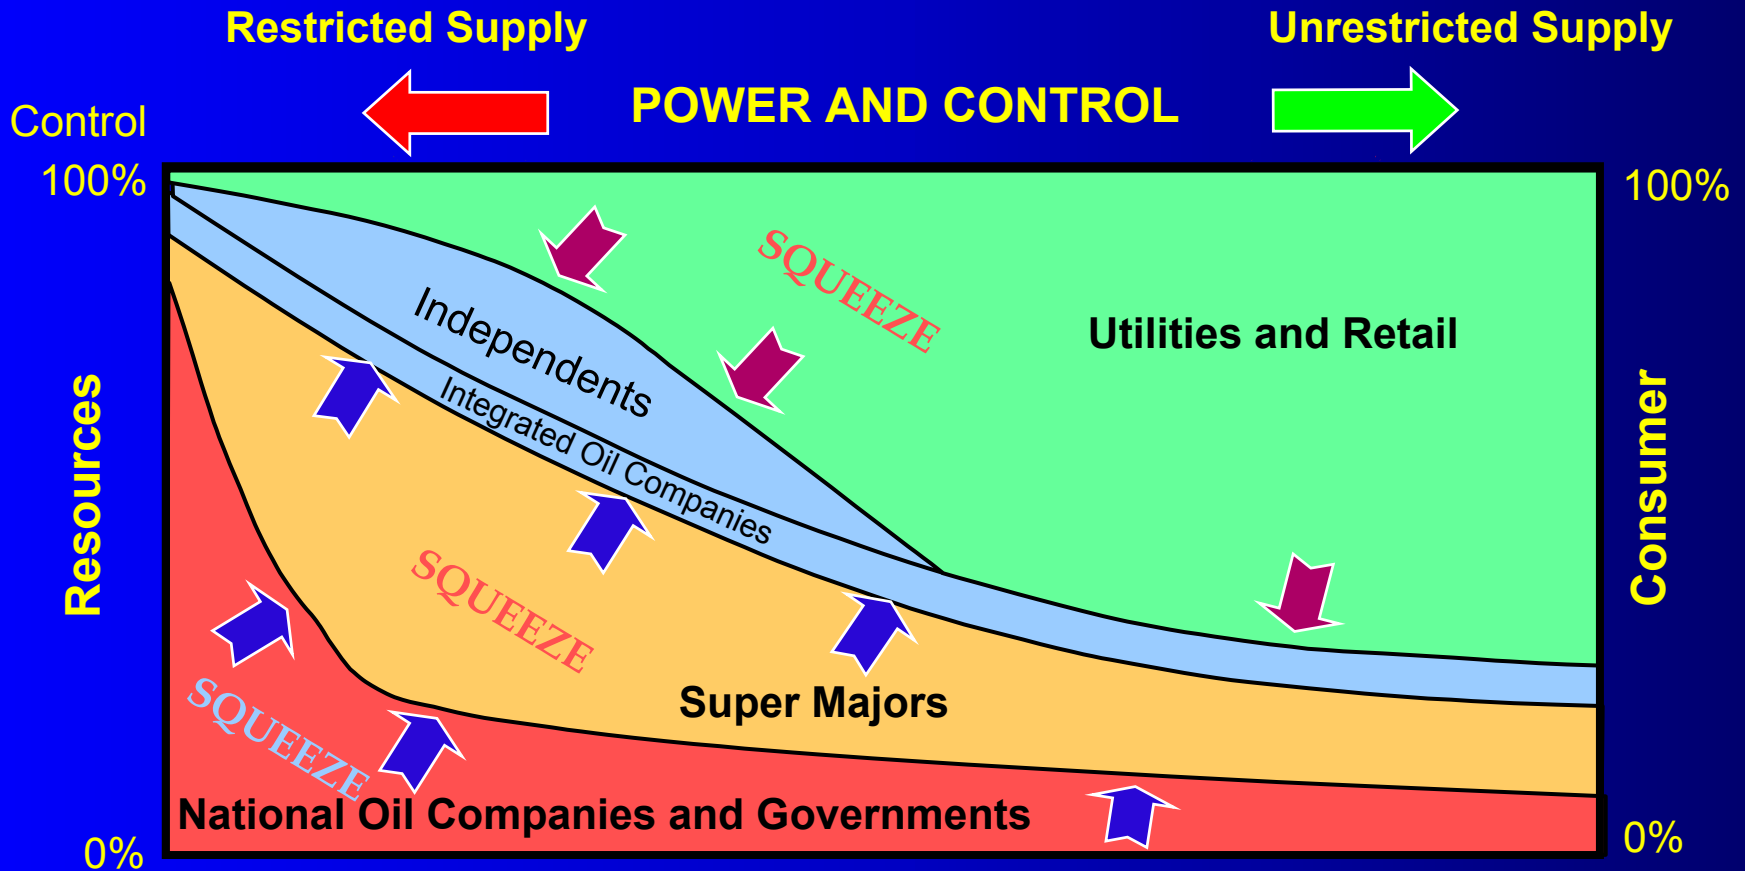 Restricted Supply
Unrestricted Supply
POWER AND CONTROL
Control
100%
100%
SQUEEZE
Independents
Utilities and Retail
Integrated Oil Companies
Resources
Consumer
SQUEEZE
Super Majors
SQUEEZE
National Oil Companies and Governments
0%
0%